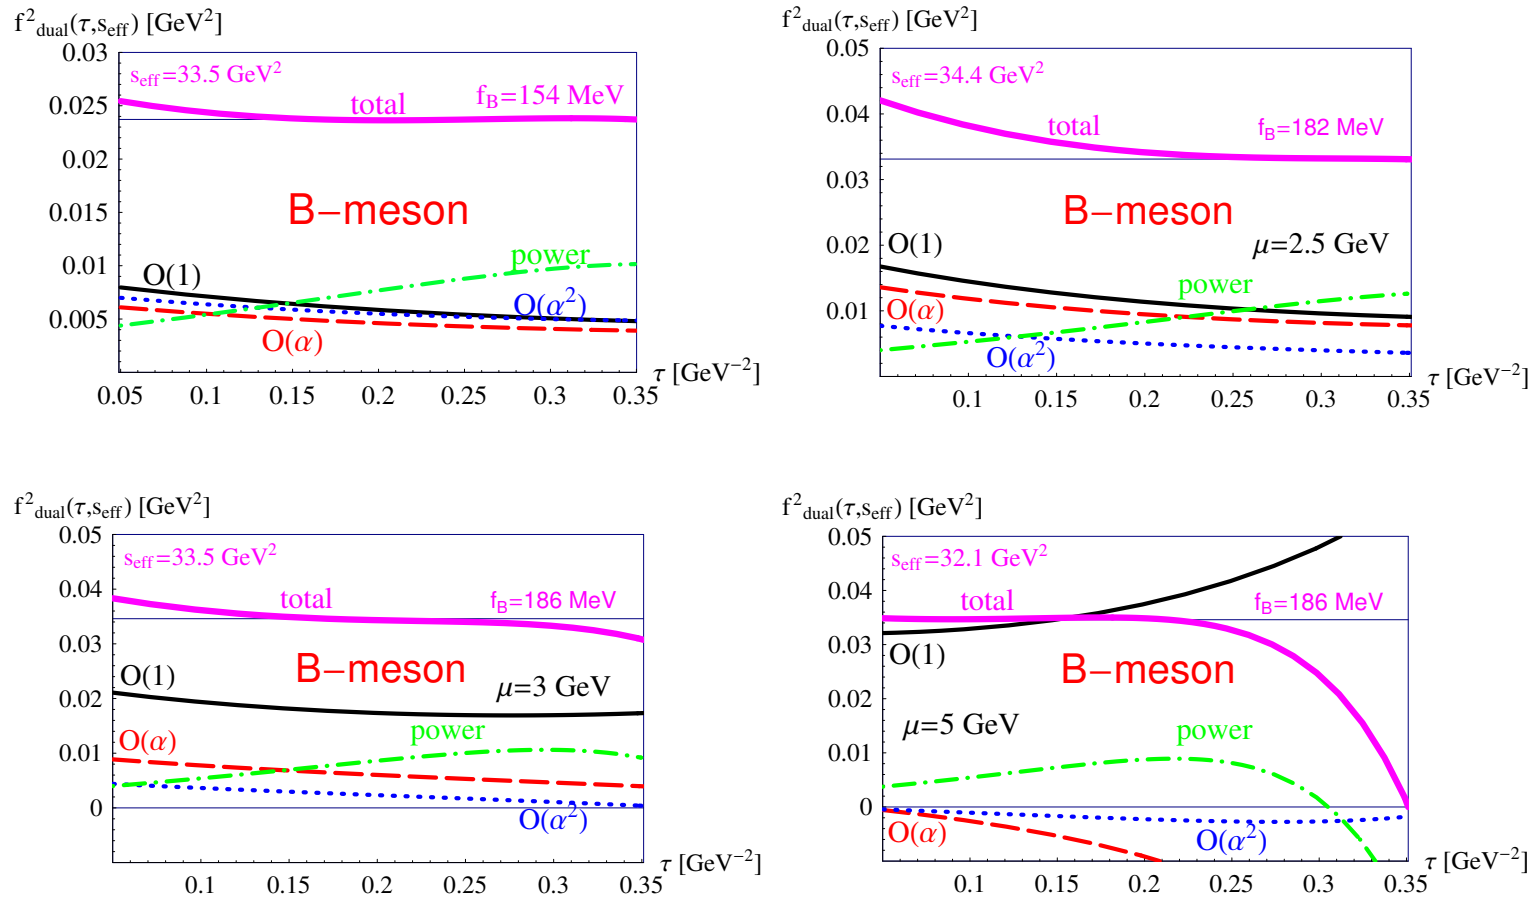 f²dual(τ,seff) [GeV²]
0.03
0.025
0.02
0.015
0.01
0.005
seff=33.5 GeV²
total
fB=154 MeV
B−meson
power
O(1)
O(α²)
O(α)
τ [GeV⁻²]
0.05 0.1 0.15 0.2 0.25 0.3 0.35
f²dual(τ,seff) [GeV²]
0.05
0.04
0.03
0.02
0.01
seff=34.4 GeV²
total
fB=182 MeV
B−meson
O(1)
μ=2.5 GeV
power
O(α)
O(α²)
τ [GeV⁻²]
0.1 0.15 0.2 0.25 0.3 0.35
f²dual(τ,seff) [GeV²]
0.05
0.04
0.03
0.02
0.01
0
seff=33.5 GeV²
total
fB=186 MeV
B−meson
O(1)
μ=3 GeV
power
O(α)
O(α²)
τ [GeV⁻²]
0.1 0.15 0.2 0.25 0.3 0.35
f²dual(τ,seff) [GeV²]
0.05
0.04
0.03
0.02
0.01
0
seff=32.1 GeV²
total
fB=186 MeV
O(1)
B−meson
μ=5 GeV
power
O(α)
O(α²)
τ [GeV⁻²]
0.1 0.15 0.2 0.25 0.3 0.35